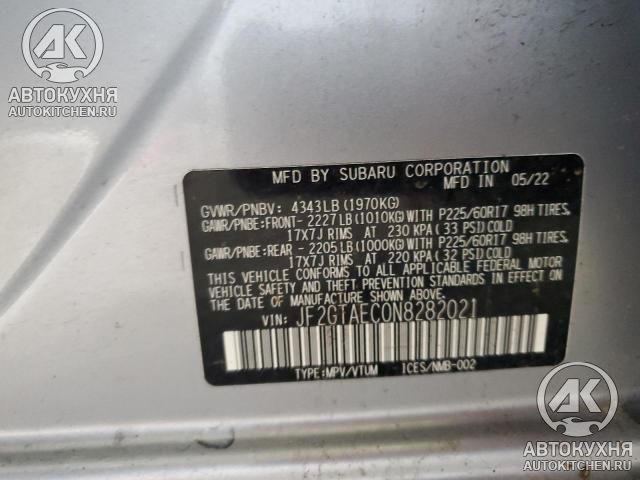 AK
АВТОКУХНЯ
AUTOKITCHEN.RU
MFD BY SUBARU CORPORATION
MFD IN 05/22
GVWR/PNBV: 4343LB (1970KG)
GAWR/PNBE:FRONT- 2227LB (1010KG) WITH P225/60R17 98H TIRES,
17X7J RIMS AT 230 KPA (33 PSI) COLD
GAWR/PNBE:REAR - 2205LB (1000KG) WITH P225/60R17 98H TIRES,
17X7J RIMS AT 220 KPA (32 PSI) COLD
THIS VEHICLE CONFORMS TO ALL APPLICABLE FEDERAL MOTOR
VEHICLE SAFETY AND BUMPER STANDARDS IN EFFECT ON
THE DATE OF MANUFACTURE SHOWN ABOVE.
VIN: JF2GTAEC0N8282021
TYPE:MPV/VTUM ICES/NMB-002
AK
АВТОКУХНЯ
AUTOKITCHEN.RU